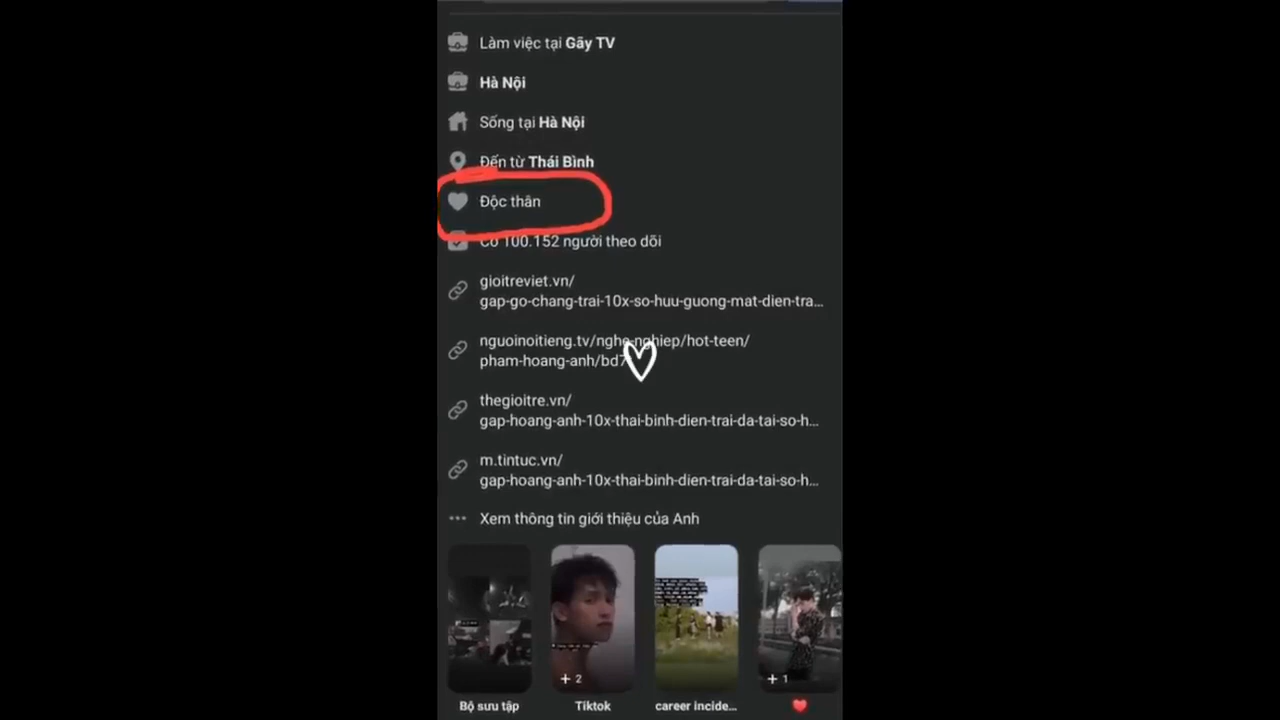 Làm việc tại Gãy TV
Hà Nội
Sống tại Hà Nội
Đến từ Thái Bình
Độc thân
Có 100.152 người theo dõi
gioitreviet.vn/
gap-go-chang-trai-10x-so-huu-guong-mat-dien-tra...
nguoinoitieng.tv/nghe-nghiep/hot-teen/
pham-hoang-anh/bd7
thegioitre.vn/
gap-hoang-anh-10x-thai-binh-dien-trai-da-tai-so-h...
m.tintuc.vn/
gap-hoang-anh-10x-thai-binh-dien-trai-da-tai-so-h...
Xem thông tin giới thiệu của Anh
+ 2
+ 1
Bộ sưu tập
Tiktok
career incide...